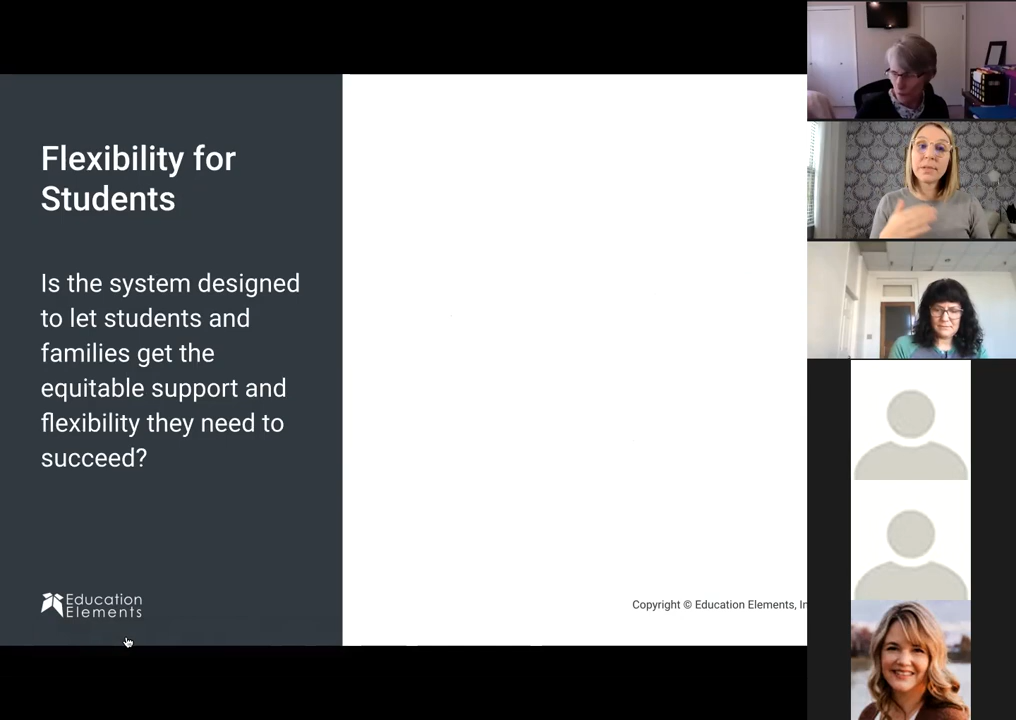 Flexibility for
Students
Is the system designed
to let students and
families get the
equitable support and
flexibility they need to
succeed?
Education
Elements
Copyright © Education Elements, In